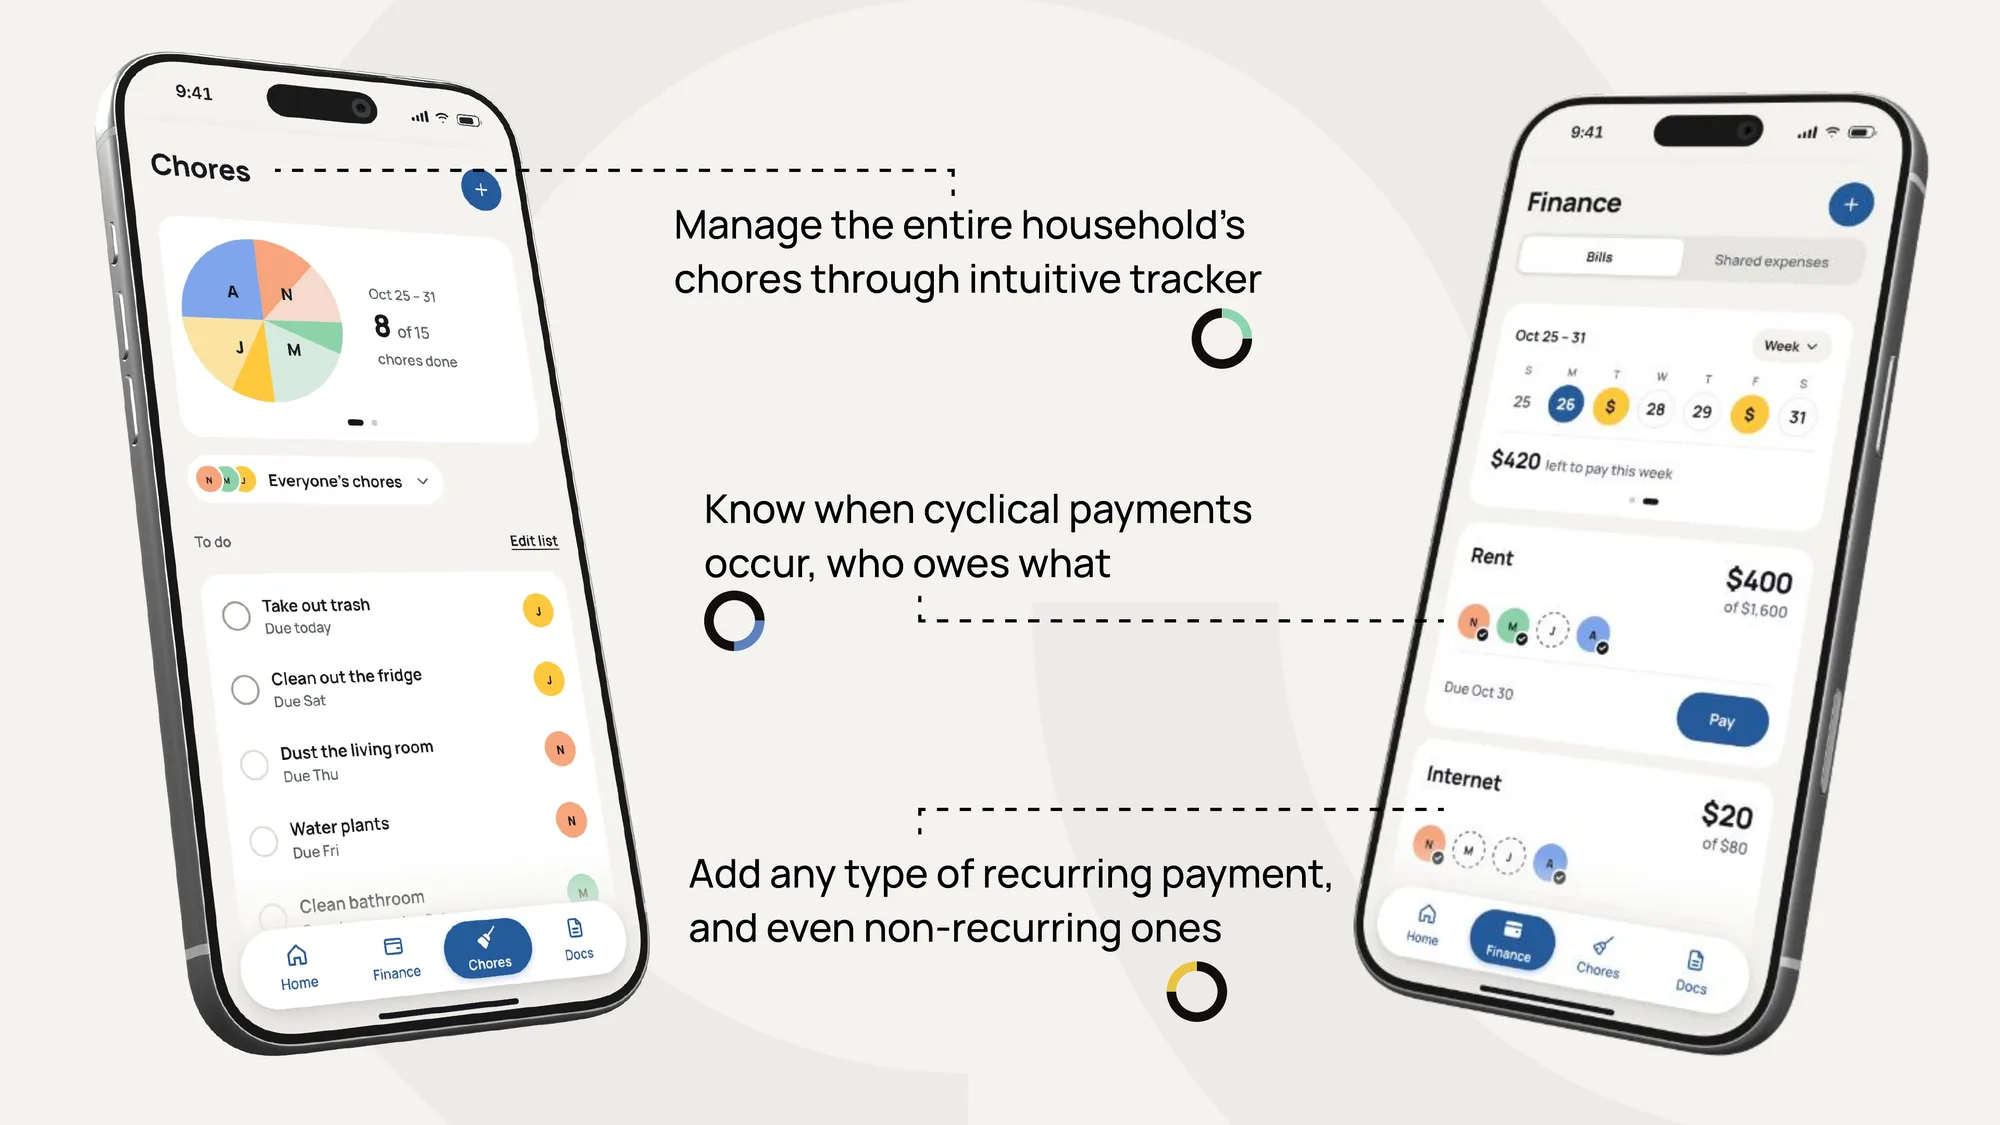 9:41
Chores
+
A
N
J
M
Oct 25 – 31
8 of 15
chores done
N M J Everyone's chores
To do
Edit list
Take out trash
Due today
J
Clean out the fridge
Due Sat
J
Dust the living room
Due Thu
N
Water plants
Due Fri
N
Clean bathroom
M
Home
Finance
Chores
Docs
Manage the entire household’s
chores through intuitive tracker
Know when cyclical payments
occur, who owes what
Add any type of recurring payment,
and even non-recurring ones
9:41
Finance
+
Bills
Shared expenses
Oct 25 – 31
Week
S M T W T F S
25 26 $ 28 29 $ 31
$420 left to pay this week
Rent
$400
of $1,600
N M J A
Due Oct 30
Pay
Internet
$20
of $80
N M J A
Home
Finance
Chores
Docs